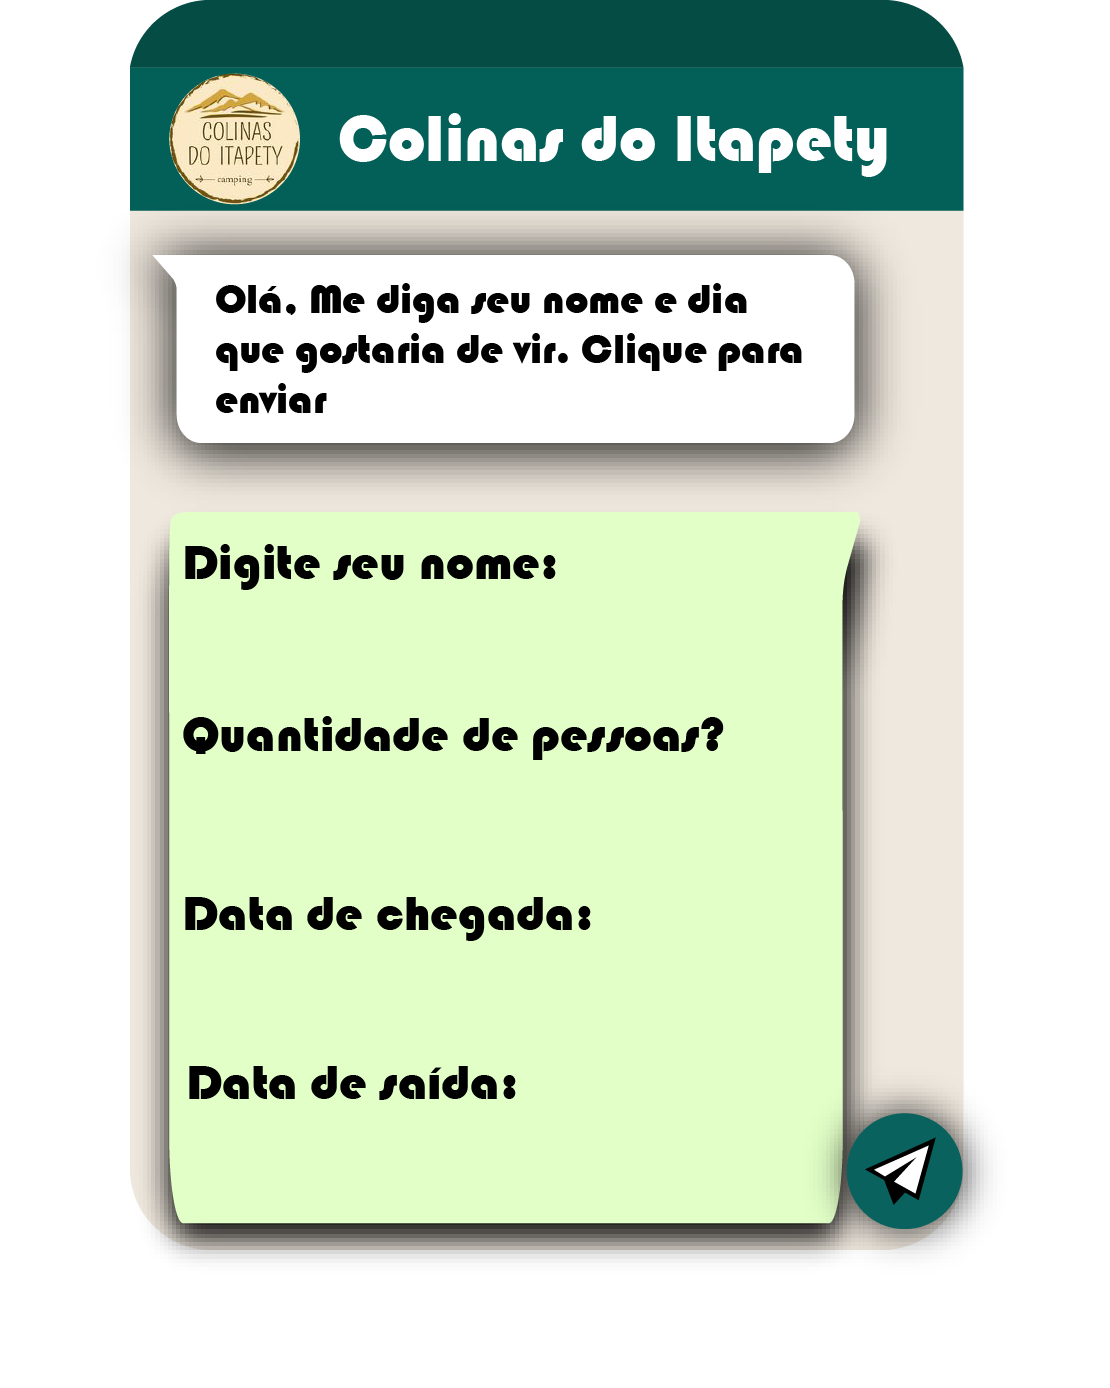 COLINAS
DO ITAPETY
camping
Colinas do Itapety
Olá, Me diga seu nome e dia
que gostaria de vir. Clique para
enviar
Digite seu nome:
Quantidade de pessoas?
Data de chegada:
Data de saída: